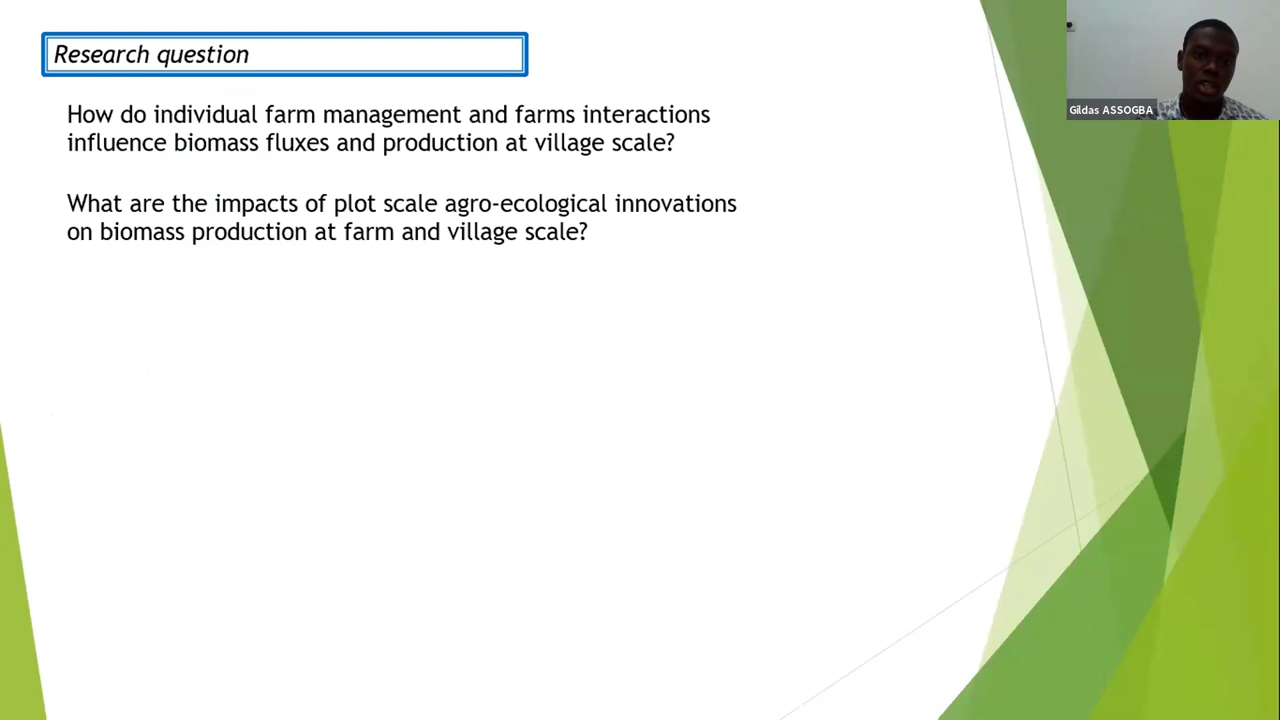 Research question
How do individual farm management and farms interactions
influence biomass fluxes and production at village scale?
What are the impacts of plot scale agro-ecological innovations
on biomass production at farm and village scale?
Gildas ASSOGBA